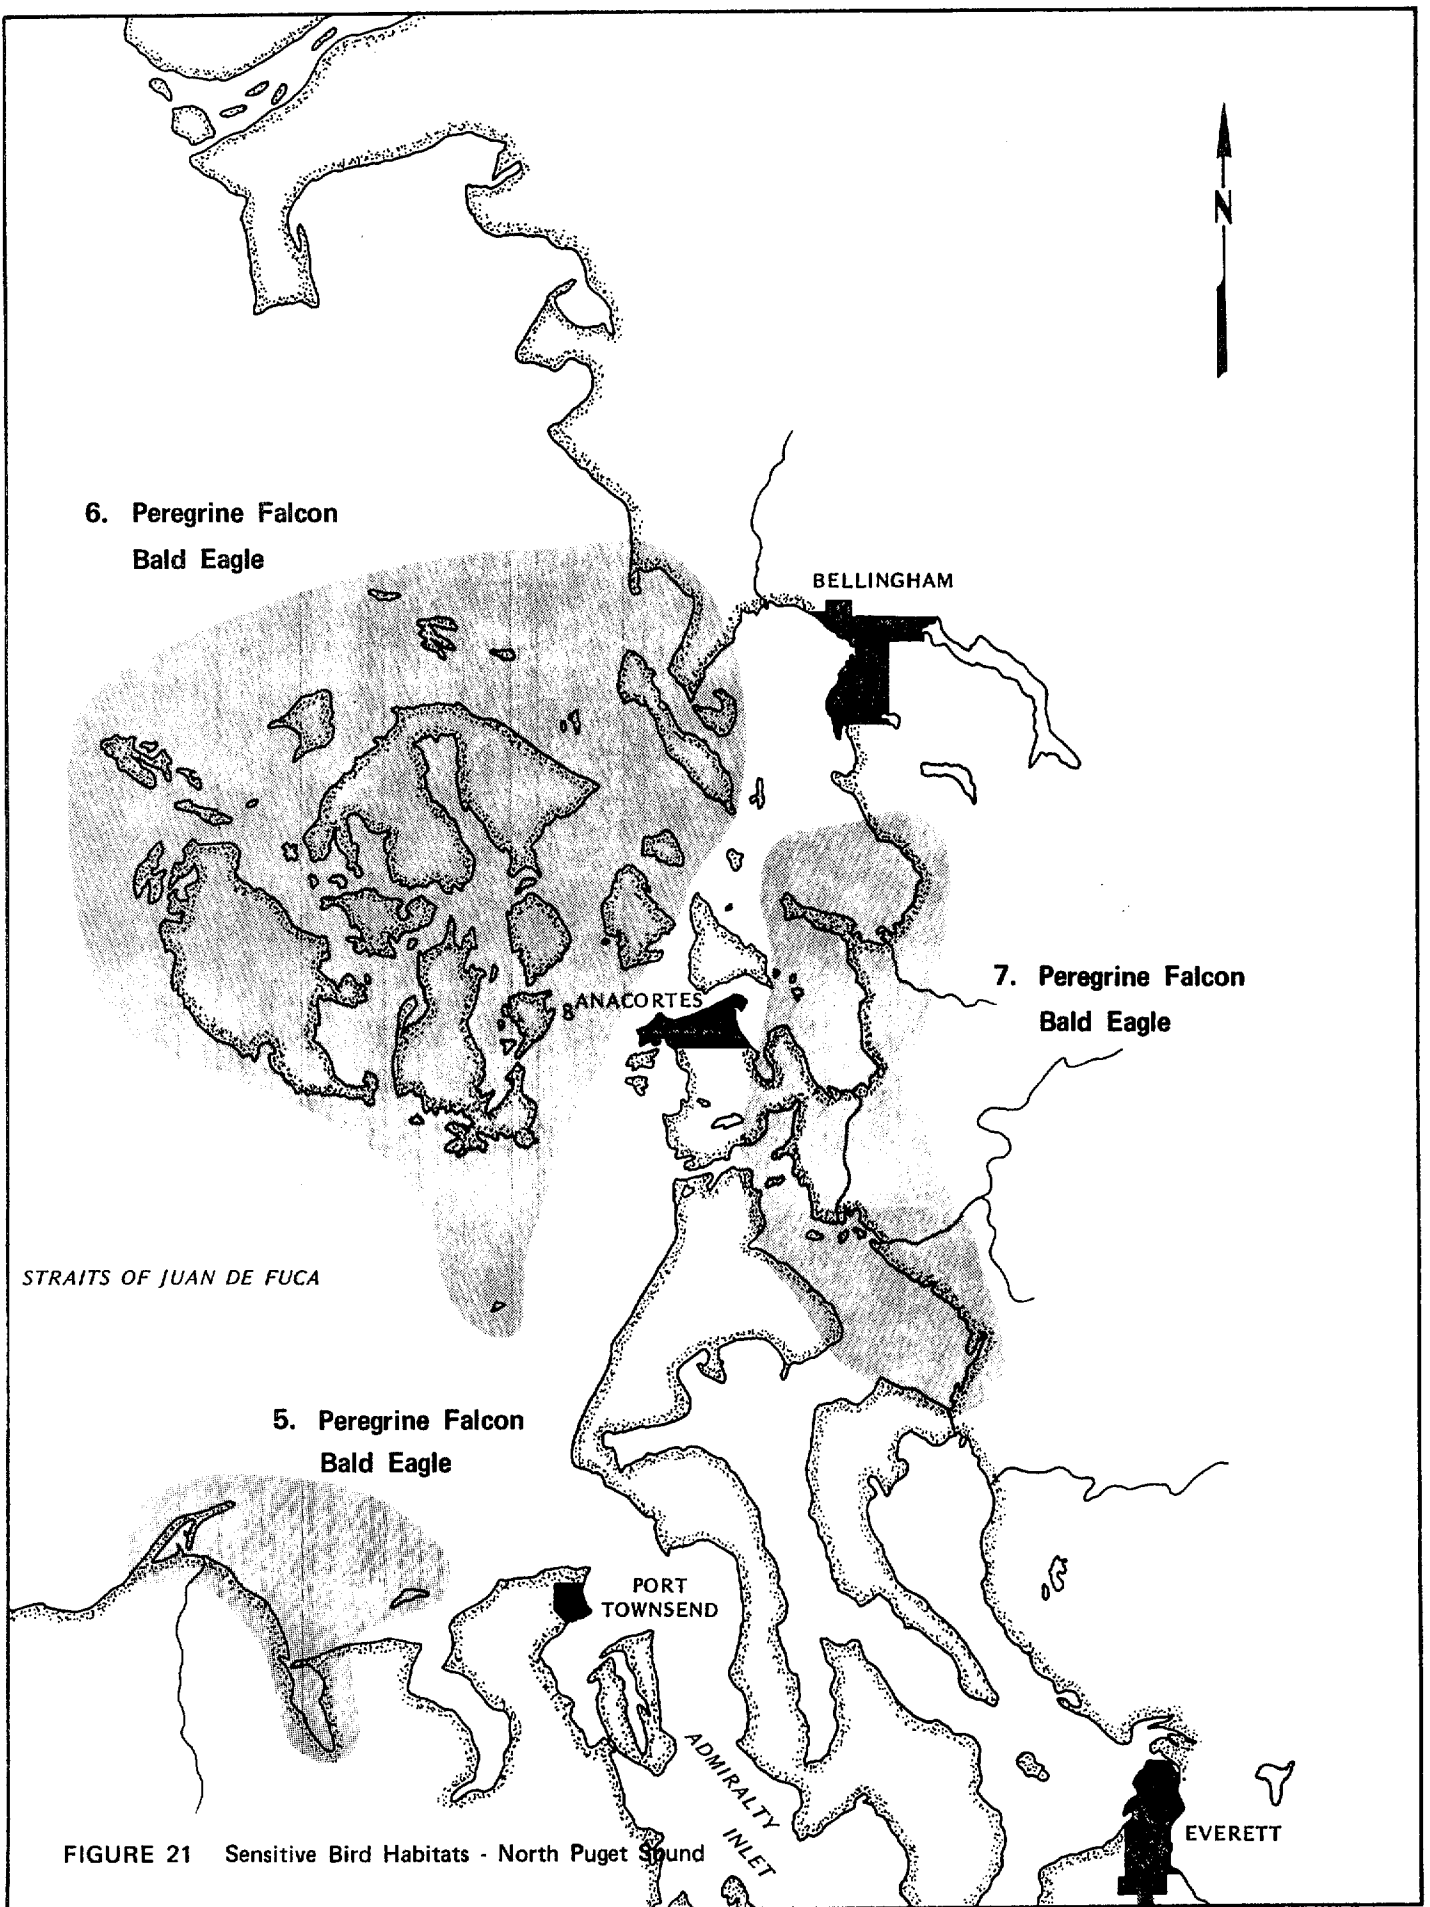 N
6. Peregrine Falcon
Bald Eagle
BELLINGHAM
7. Peregrine Falcon
Bald Eagle
ANACORTES
STRAITS OF JUAN DE FUCA
5. Peregrine Falcon
Bald Eagle
PORT
TOWNSEND
ADMIRALTY
INLET
EVERETT
FIGURE 21 Sensitive Bird Habitats - North Puget Sound